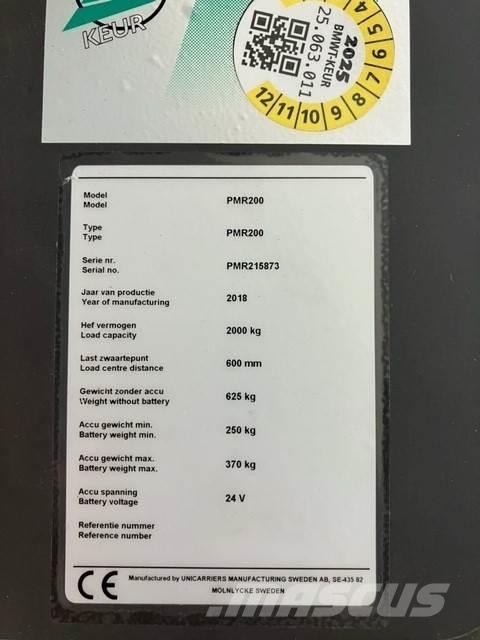 KEUR
2025
BMWT-KEUR
25.063.011
4 5 6 7 8 9 10 11 12
Model PMR200
Model
Type PMR200
Type
Serie nr. PMR215873
Serial no.
Jaar van productie 2018
Year of manufacturing
Hef vermogen 2000 kg
Load capacity
Last zwaartepunt 600 mm
Load centre distance
Gewicht zonder accu 625 kg
Weight without battery
Accu gewicht min. 250 kg
Battery weight min.
Accu gewicht max. 370 kg
Battery weight max.
Accu spanning 24 V
Battery voltage
Referentie nummer
Reference number
CE Manufactured by UNICARRIERS MANUFACTURING SWEDEN AB, SE-435 82
MÖLNLYCKE SWEDEN
MASCUS